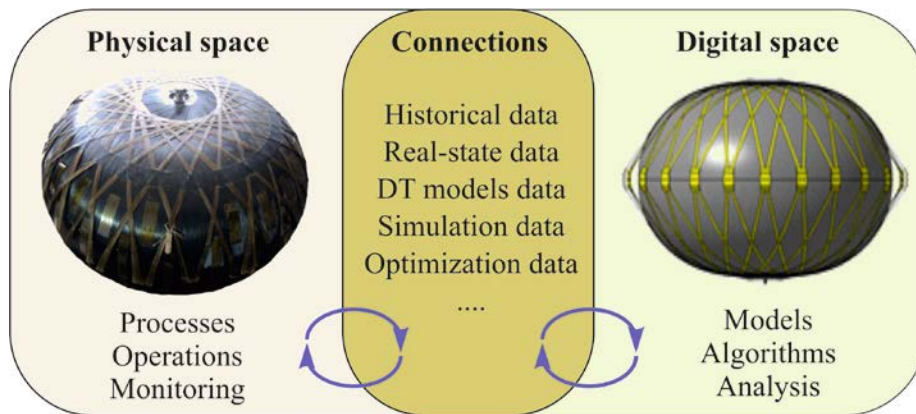 Physical space
Processes
Operations
Monitoring
Connections
Historical data
Real-state data
DT models data
Simulation data
Optimization data
....
Digital space
Models
Algorithms
Analysis